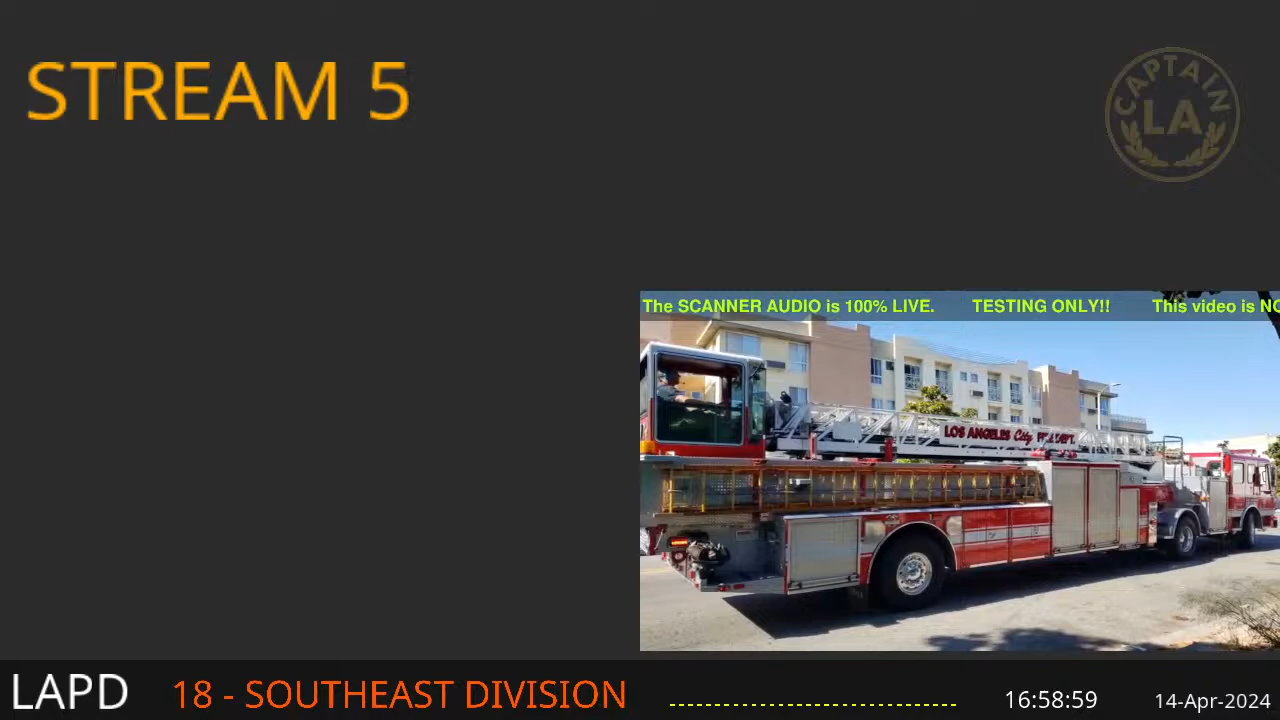 STREAM 5
CAPTAIN
LA
The SCANNER AUDIO is 100% LIVE. TESTING ONLY!! This video is NO
LOS ANGELES City FIRE DEPT.
LAPD 18 - SOUTHEAST DIVISION 16:58:59 14-Apr-2024